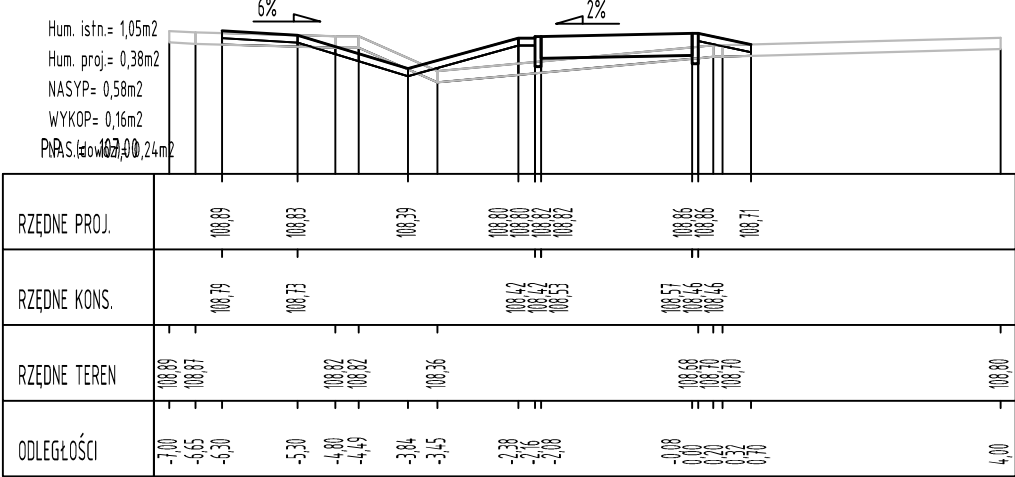 6%
2%
Hum. istn.= 1,05m2
Hum. proj.= 0,38m2
NASYP= 0,58m2
WYKOP= 0,16m2
RZĘDNE PROJ.
108,89 108,83 108,39 108,80 108,80 108,82 108,82 108,86 108,86 108,71
RZĘDNE KONS.
108,79 108,73 108,42 108,42 108,53 108,57 108,46 108,46
RZĘDNE TEREN
108,89 108,87 108,82 108,82 108,36 108,68 108,70 108,70 108,80
ODLEGŁOŚCI
-7,00 -6,65 -6,30 -5,30 -4,80 -4,49 -3,84 -3,45 -2,38 -2,16 -2,08 -0,08 0,00 0,20 0,32 0,70 4,00